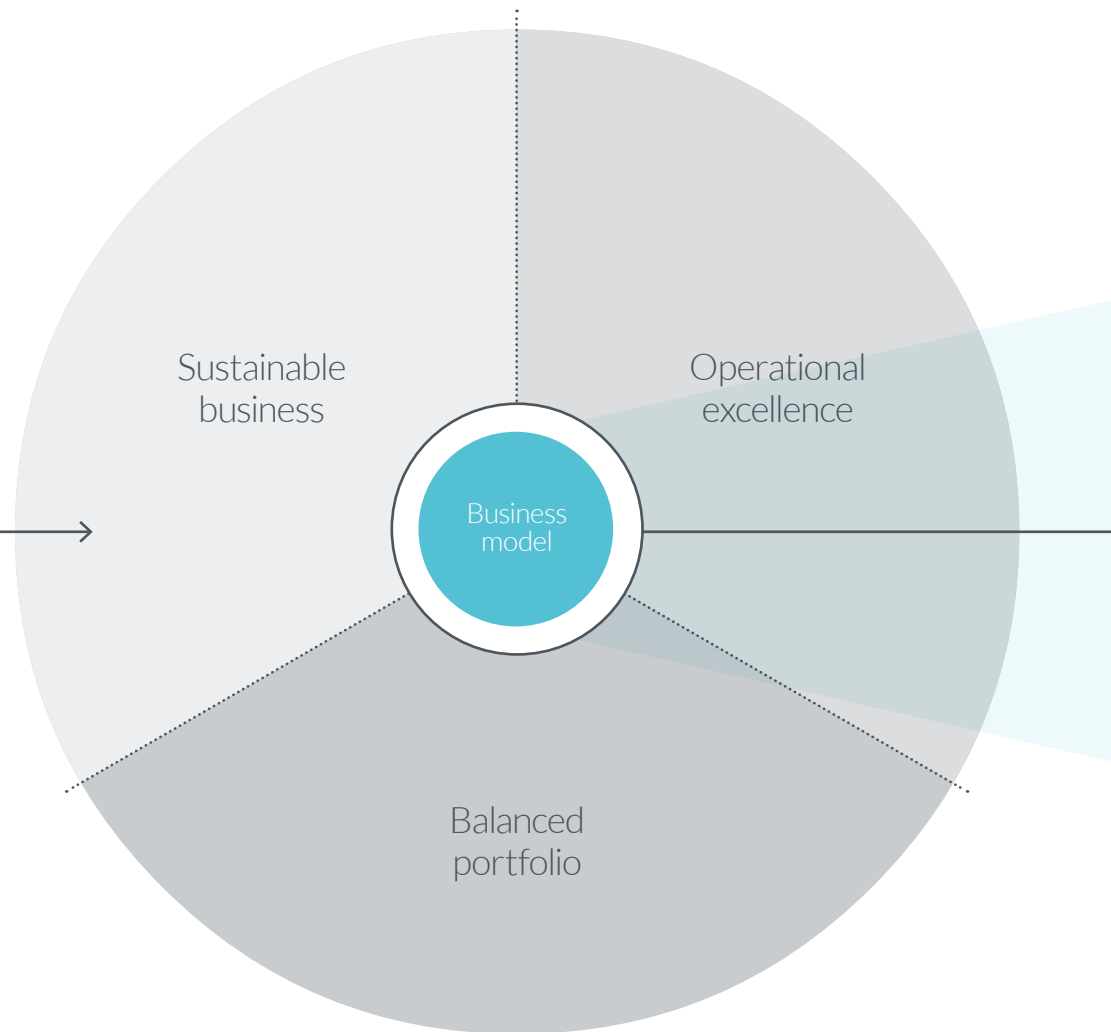 Sustainable
business
Operational
excellence
Business
model
Balanced
portfolio